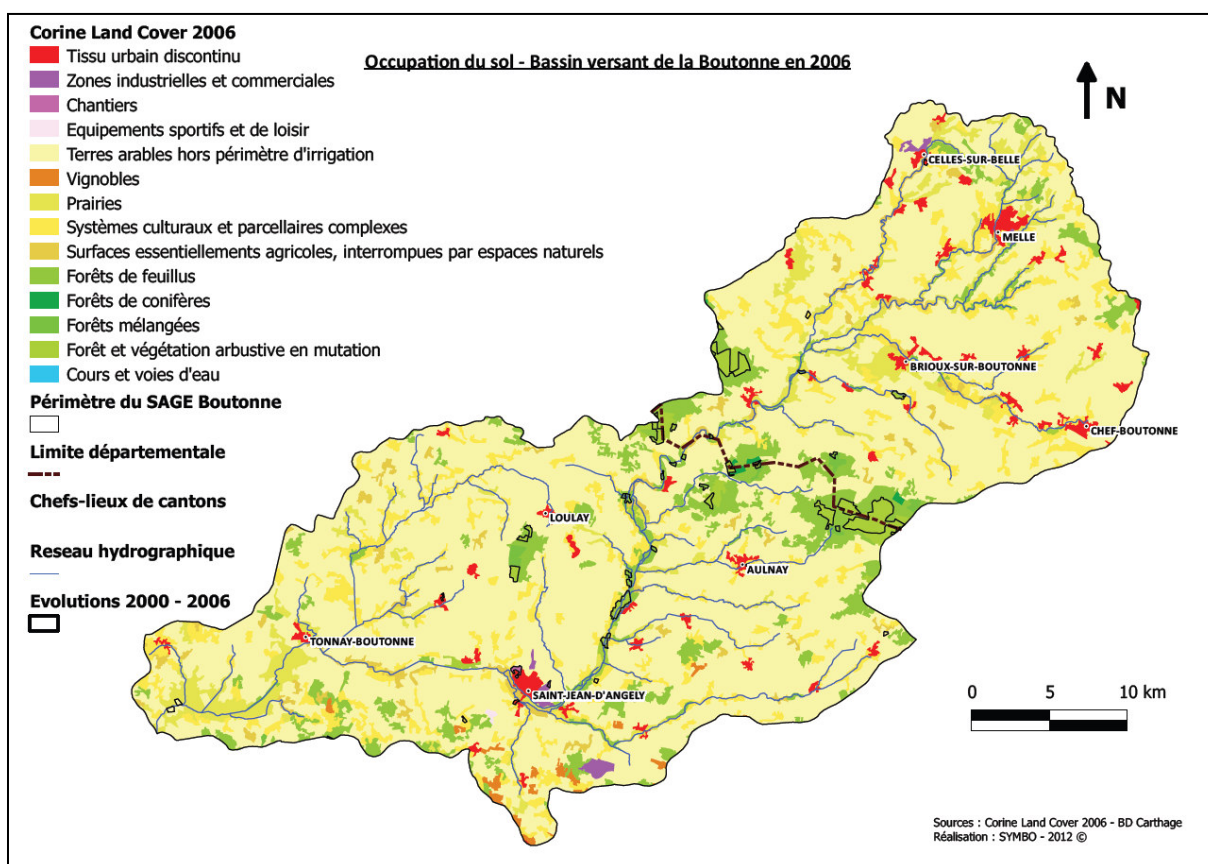 Corine Land Cover 2006
Tissu urbain discontinu
Zones industrielles et commerciales
Chantiers
Equipements sportifs et de loisir
Terres arables hors périmètre d'irrigation
Vignobles
Prairies
Systèmes culturaux et parcellaires complexes
Surfaces essentiellements agricoles, interrompues par espaces naturels
Forêts de feuillus
Forêts de conifères
Forêts mélangées
Forêt et végétation arbustive en mutation
Cours et voies d'eau
Périmètre du SAGE Boutonne
Limite départementale
Chefs-lieux de cantons
Reseau hydrographique
Evolutions 2000 - 2006
Occupation du sol - Bassin versant de la Boutonne en 2006
N
CELLES-SUR-BELLE
MELLE
BRIOUX-SUR-BOUTONNE
CHEF-BOUTONNE
LOULAY
AULNAY
TONNAY-BOUTONNE
SAINT-JEAN-D'ANGELY
0 5 10 km
Sources : Corine Land Cover 2006 - BD Carthage
Réalisation : SYMBO - 2012 ©